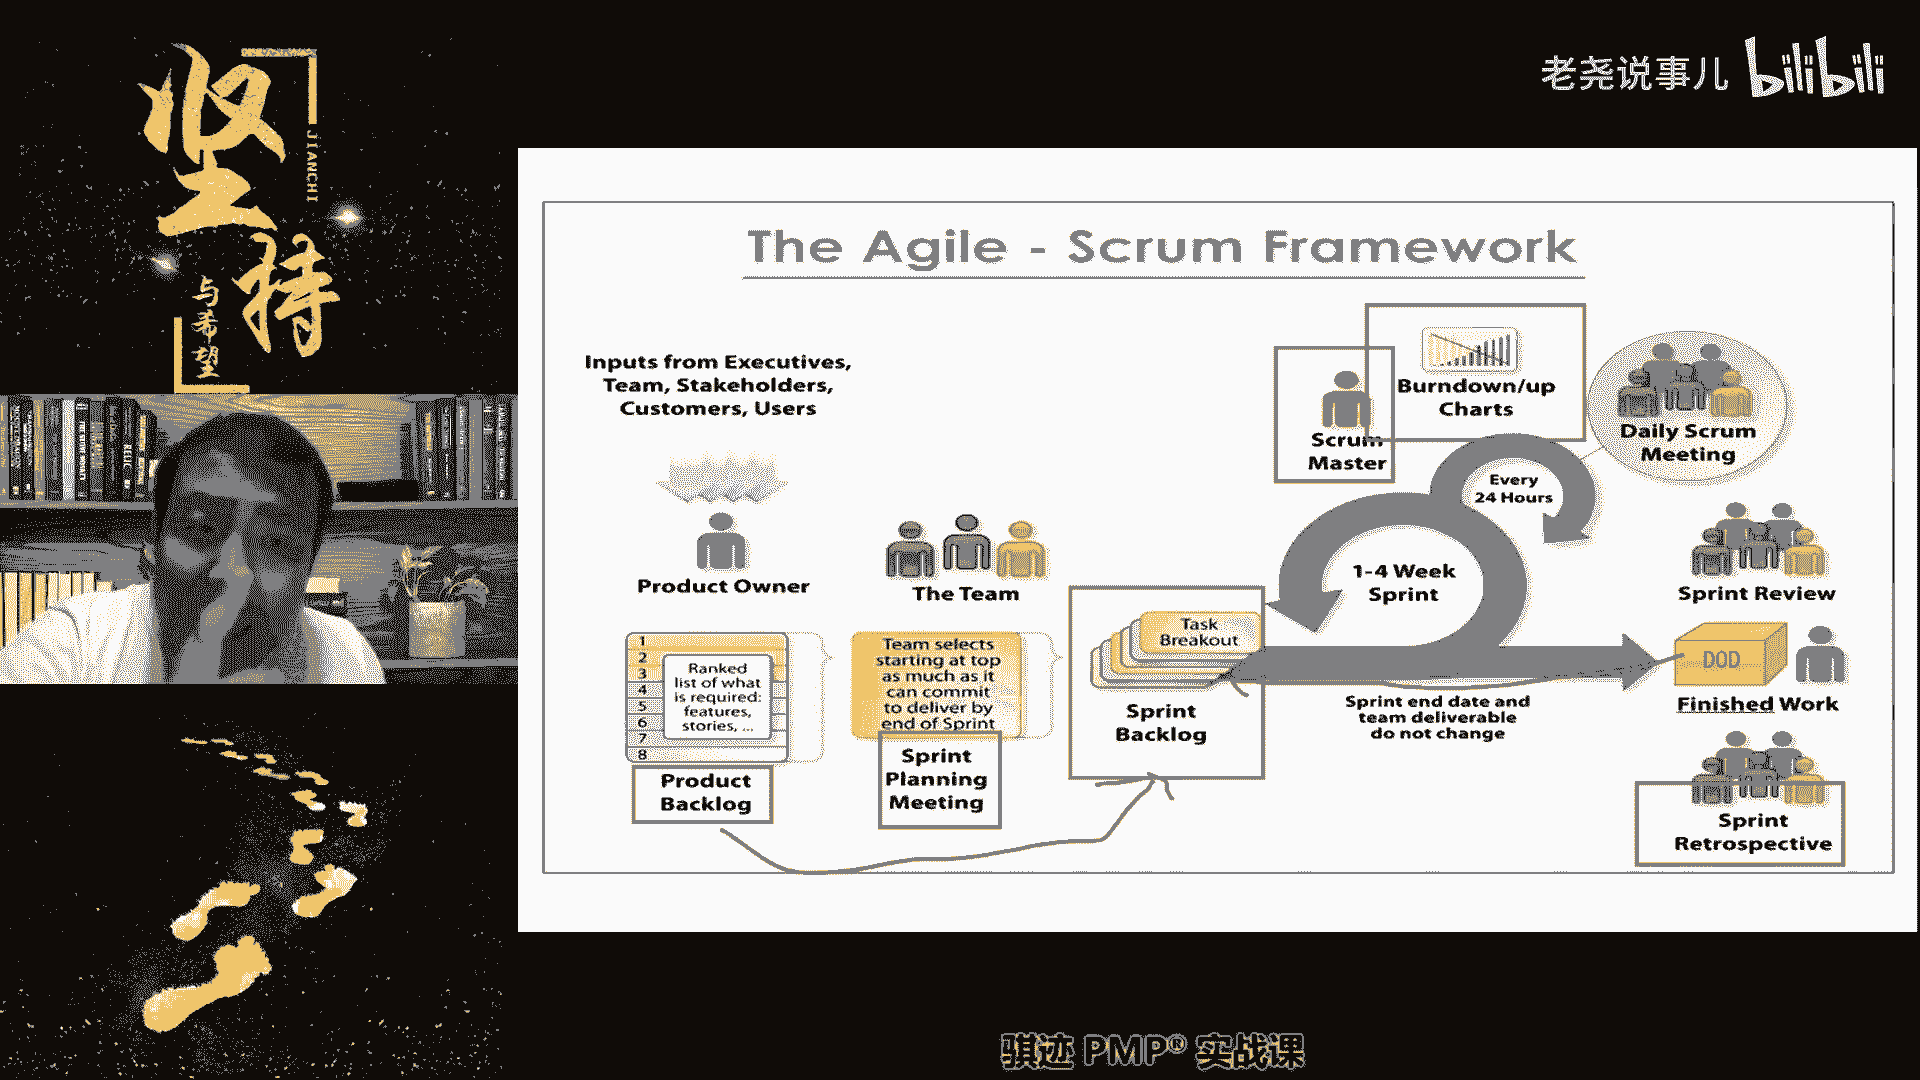 坚持
JIANCHI
与希望
老尧说事儿 bilibili
The Agile - Scrum Framework
Inputs from Executives,
Team, Stakeholders,
Customers, Users
Product Owner
The Team
1
2
3
4
5
6
7
8
Ranked
list of what
is required:
features,
stories, ...
Product
Backlog
Team selects
starting at top
as much as it
can commit
to deliver by
end of Sprint
Sprint
Planning
Meeting
Task
Breakout
Sprint
Backlog
Scrum
Master
Burndown/up
Charts
Every
24 Hours
Daily Scrum
Meeting
1-4 Week
Sprint
Sprint end date and
team deliverable
do not change
Sprint Review
DOD
Finished Work
Sprint
Retrospective
骐迹 PMP® 实战课